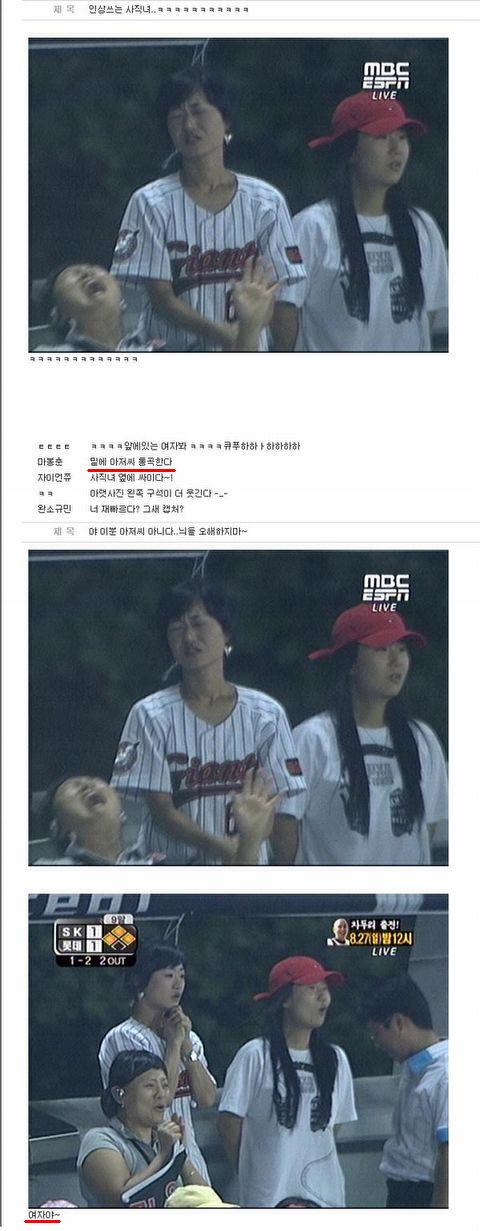 제 목 인상쓰는 사직녀..ㅋㅋㅋㅋㅋㅋㅋㅋㅋㅋㅋ
MBC
ESPN
LIVE
Giants
6
ㅋㅋㅋㅋㅋㅋㅋㅋㅋㅋㅋㅋㅋ
ㅌㅌㅌㅌ ㅋㅋㅋㅋ앞에있는 여자봐 ㅋㅋㅋㅋ큐푸하하ㅏ하하하하
마봉춘 밑에 아저씨 통곡한다
자이언쮸 사직녀 옆에 싸이다~!
ㅋㅋ 아랫사진 왼쪽 구석이 더 웃긴다 -_-
완소규민 너 재빠르다? 그새 캡처?
제 목 야 이분 아저씨 아니다..늬들 오해하지마~
MBC
ESPN
LIVE
Giants
6
9말
SK 1
롯데 1
1-2 2OUT
차두리 출전!
8.27(일)밤12시
LIVE
여자야~